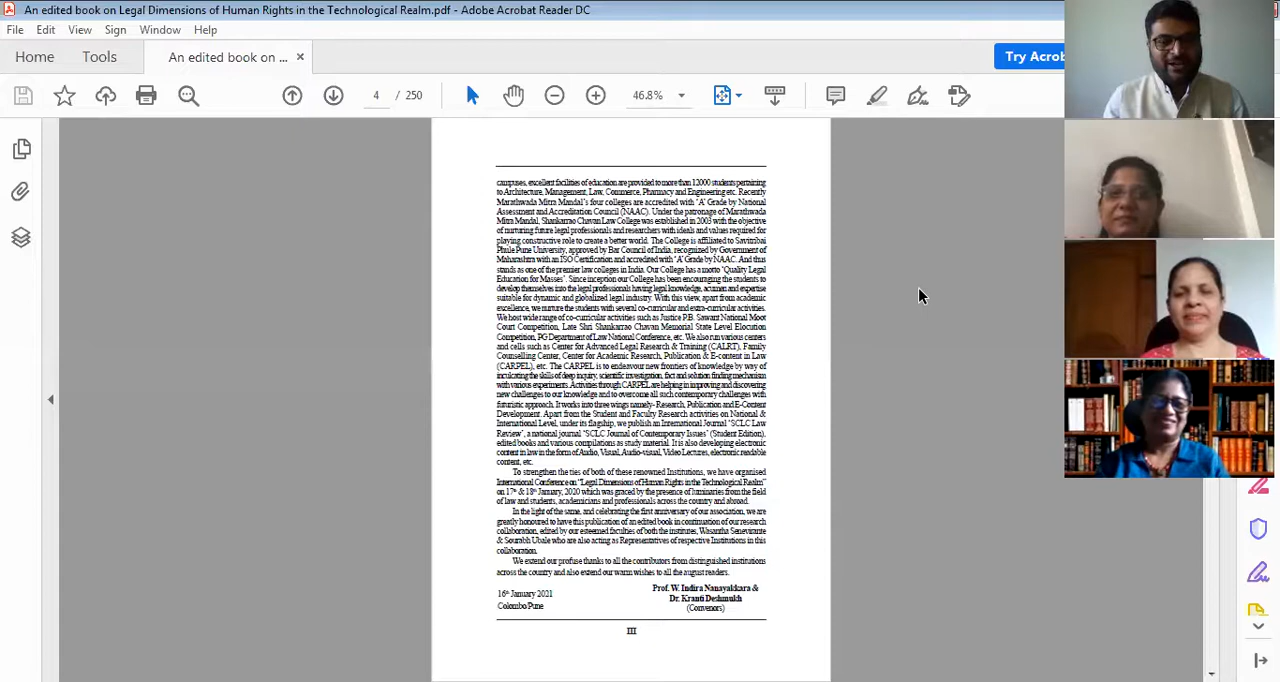 An edited book on Legal Dimensions of Human Rights in the Technological Realm.pdf - Adobe Acrobat Reader DC
File Edit View Sign Window Help
Home Tools An edited book on ... × Try Acrob
4 / 250 46.8%
campuses, excellent facilities of education are provided to more than 12000 students pertaining
to Architecture, Management, Law, Commerce, Pharmacy and Engineering etc. Recently
Marathwada Mitra Mandal's four colleges are accredited with 'A' Grade by National
Assessment and Accreditation Council (NAAC). Under the patronage of Marathwada
Mitra Mandal, Shankarrao Chavan Law College was established in 2003 with the objective
of nurturing future legal professionals and researchers with ideals and values required for
playing constructive role to create a better world. The College is affiliated to Savitribai
Phule Pune University, approved by Bar Council of India, recognized by Government of
Maharashtra with an ISO Certification and accredited with 'A' Grade by NAAC. And thus
stands as one of the premier law colleges in India. Our College has a motto 'Quality Legal
Education for Masses'. Since inception our College has been encouraging the students to
develop themselves into the legal professionals having legal knowledge, acumen and expertise
suitable for dynamic and globalized legal industry. With this view, apart from academic
excellence, we nurture the students with several co-curricular and extra-curricular activities.
We host wide range of co-curricular activities such as Justice P.B. Sawant National Moot
Court Competition, Late Shri Shankarrao Chavan Memorial State Level Elocution
Competition, PG Department of Law National Conference, etc. We also run various centers
and cells such as Center for Advanced Legal Research & Training (CALRT), Family
Counselling Center, Center for Academic Research, Publication & E-content in Law
(CARPEL), etc. The CARPEL is to endeavour new frontiers of knowledge by way of
inculcating the skills of deep inquiry, scientific investigation, fact and solution finding mechanism
with various experiments. Activities through CARPEL are helping in improving and discovering
new challenges to our knowledge and to overcome all such contemporary challenges with
futuristic approach. It works into three wings namely- Research, Publication and E-Content
Development. Apart from the Student and Faculty Research activities on National &
International Level, under its flagship, we publish an International Journal 'SCLC Law
Review', a national journal 'SCLC Journal of Contemporary Issues' (Student Edition),
edited books and various compilations as study material. It is also developing electronic
content in law in the form of Audio, Visual, Audio-visual, Video Lectures, electronic readable
content, etc.
To strengthen the ties of both of these renowned Institutions, we have organised
International Conference on "Legal Dimensions of Human Rights in the Technological Realm"
on 17th & 18th January, 2020 which was graced by the presence of luminaries from the field
of law and students, academicians and professionals across the country and abroad.
In the light of the same, and celebrating the first anniversary of our association, we are
greatly honoured to have this publication of an edited book in continuation of our research
collaboration, edited by our esteemed faculties of both the institutes, Wasantha Seneviratne
& Sourabh Ubale who are also acting as Representatives of respective Institutions in this
collaboration.
We extend our profuse thanks to all the contributors from distinguished institutions
across the country and also extend our warm wishes to all the august readers.
16th January 2021
Colombo/Pune
Prof. W. Indira Nanayakkara &
Dr. Kranti Deshmukh
(Convenors)
III